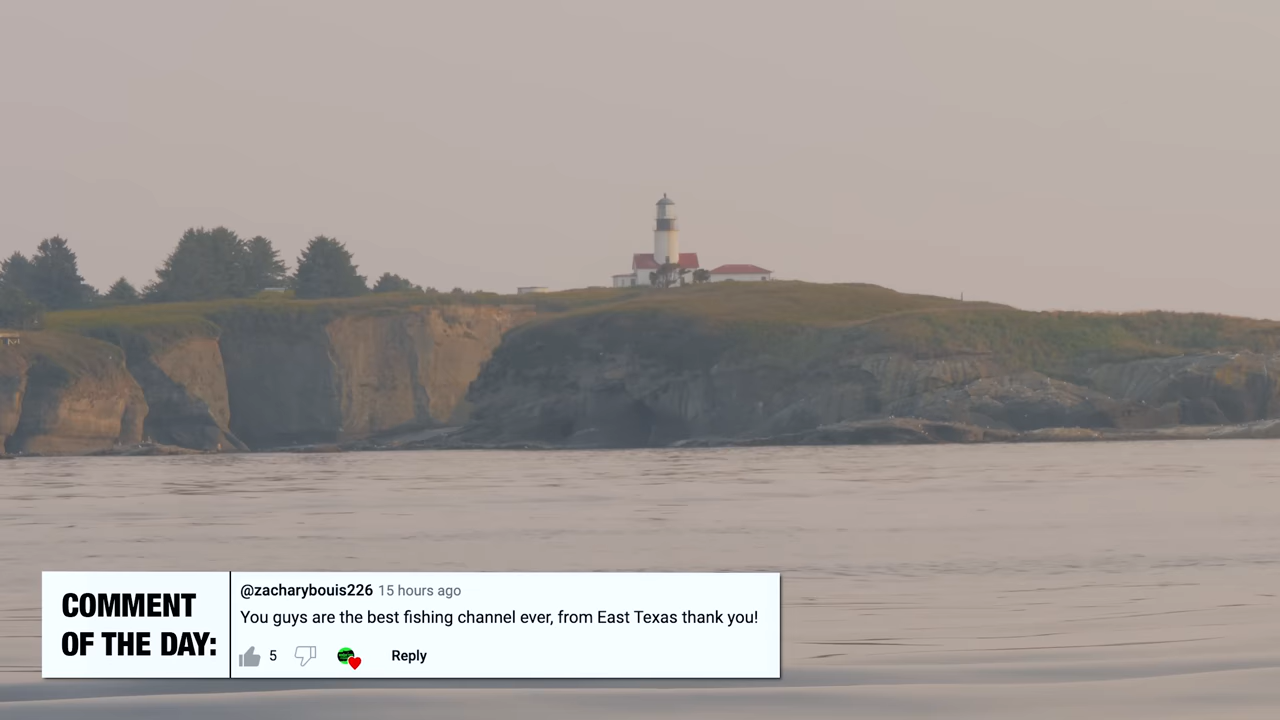 COMMENT
OF THE DAY:
@zacharybouis226 15 hours ago
You guys are the best fishing channel ever, from East Texas thank you!
5
Reply